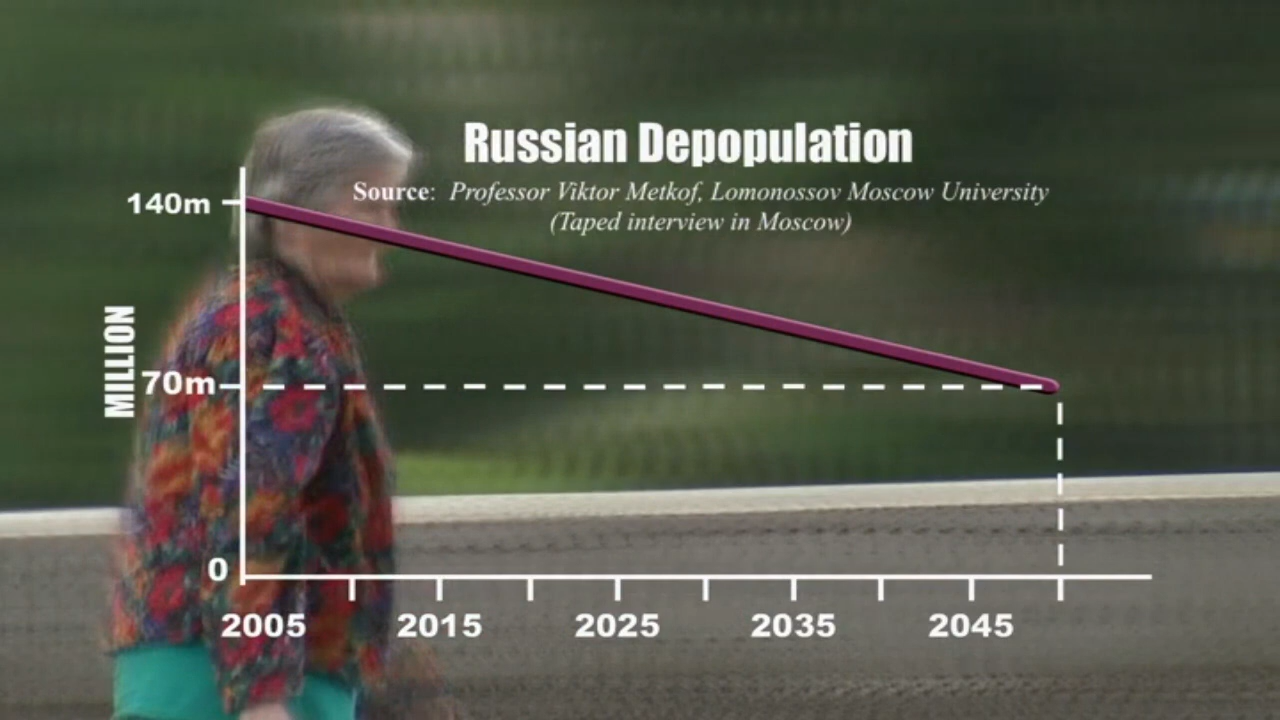 Russian Depopulation
Source: Professor Viktor Metkof, Lomonossov Moscow University
(Taped interview in Moscow)
140m
MILLION
70m
0
2005 2015 2025 2035 2045